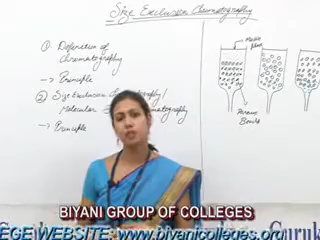 Size Exclusion Chromatography
① Definition of
Chromatography
→ Principle
② Size Exclusion Chromatography/
Molecular Chromatography
→ Principle
Porous
Beads
BIYANI GROUP OF COLLEGES
EGE WEBSITE: www.biyanicolleges.org
Guruk